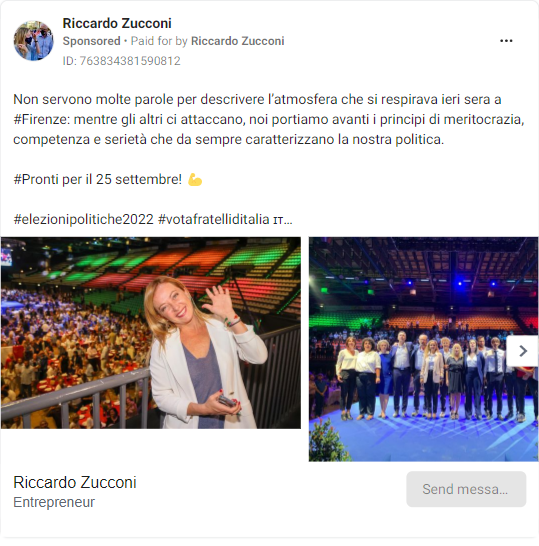 Riccardo Zucconi
Sponsored • Paid for by Riccardo Zucconi
ID: 763834381590812
Non servono molte parole per descrivere l’atmosfera che si respirava ieri sera a
#Firenze: mentre gli altri ci attaccano, noi portiamo avanti i principi di meritocrazia,
competenza e serietà che da sempre caratterizzano la nostra politica.
#Pronti per il 25 settembre! 💪
#elezionipolitiche2022 #votafratelliditalia ɪᴛ...
Riccardo Zucconi
Entrepreneur
Send messa...